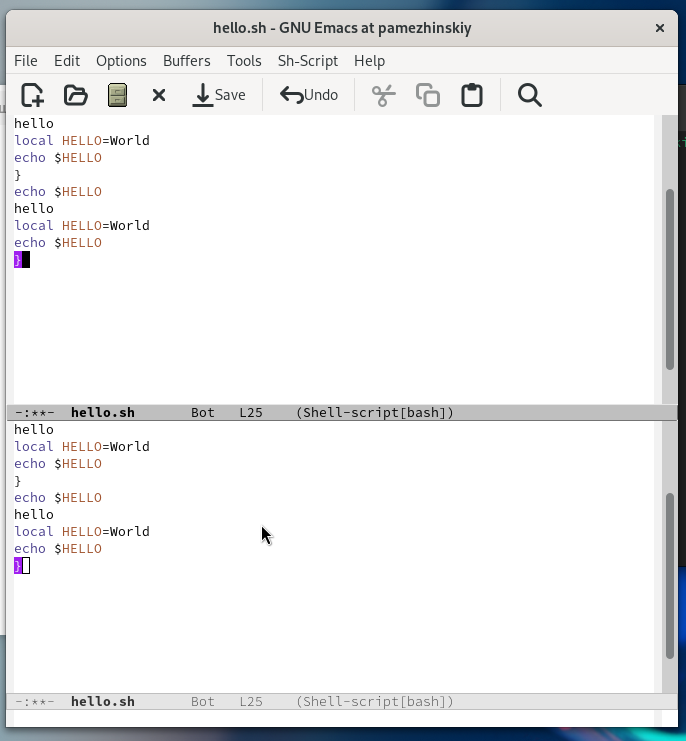 hello.sh - GNU Emacs at pamezhinskiy ×
File Edit Options Buffers Tools Sh-Script Help
Save Undo
hello
local HELLO=World
echo $HELLO
}
echo $HELLO
hello
local HELLO=World
echo $HELLO
}
-:**- hello.sh Bot L25 (Shell-script[bash])
hello
local HELLO=World
echo $HELLO
}
echo $HELLO
hello
local HELLO=World
echo $HELLO
}
-:**- hello.sh Bot L25 (Shell-script[bash])